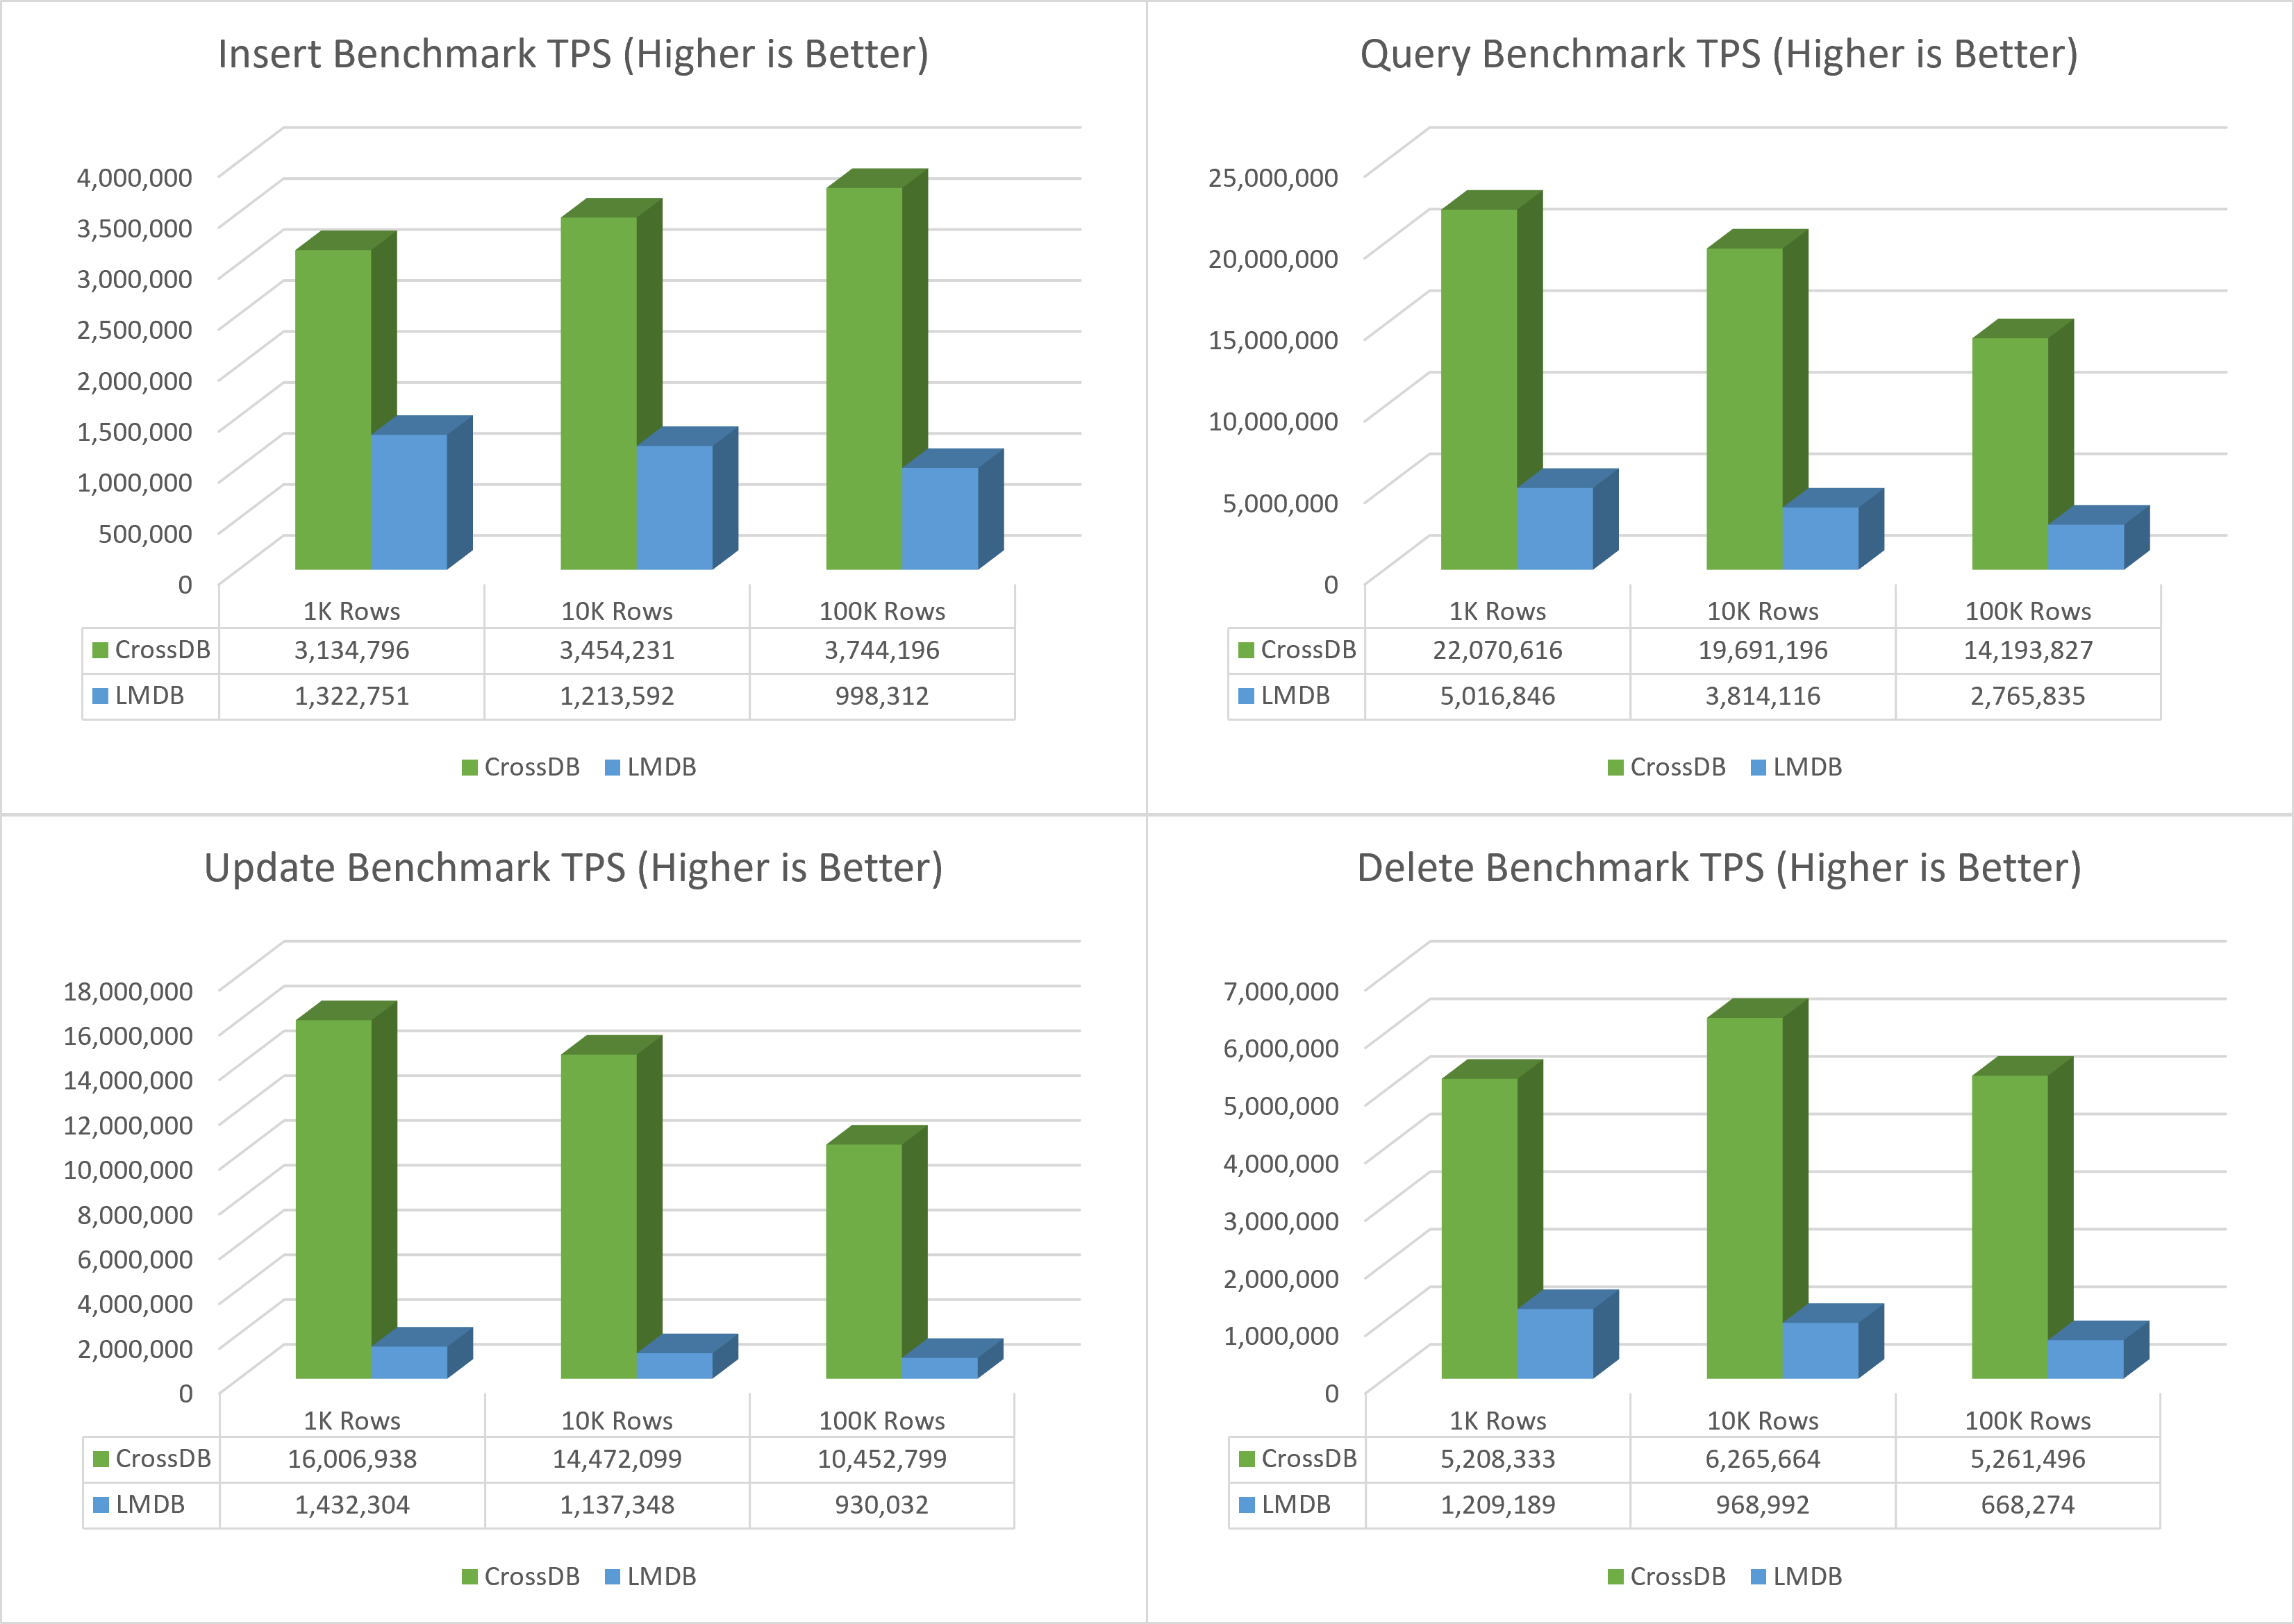 Insert Benchmark TPS (Higher is Better)
4,000,000
3,500,000
3,000,000
2,500,000
2,000,000
1,500,000
1,000,000
500,000
0
1K Rows 10K Rows 100K Rows
CrossDB 3,134,796 3,454,231 3,744,196
LMDB 1,322,751 1,213,592 998,312
CrossDB LMDB
Query Benchmark TPS (Higher is Better)
25,000,000
20,000,000
15,000,000
10,000,000
5,000,000
0
1K Rows 10K Rows 100K Rows
CrossDB 22,070,616 19,691,196 14,193,827
LMDB 5,016,846 3,814,116 2,765,835
CrossDB LMDB
Update Benchmark TPS (Higher is Better)
18,000,000
16,000,000
14,000,000
12,000,000
10,000,000
8,000,000
6,000,000
4,000,000
2,000,000
0
1K Rows 10K Rows 100K Rows
CrossDB 16,006,938 14,472,099 10,452,799
LMDB 1,432,304 1,137,348 930,032
CrossDB LMDB
Delete Benchmark TPS (Higher is Better)
7,000,000
6,000,000
5,000,000
4,000,000
3,000,000
2,000,000
1,000,000
0
1K Rows 10K Rows 100K Rows
CrossDB 5,208,333 6,265,664 5,261,496
LMDB 1,209,189 968,992 668,274
CrossDB LMDB